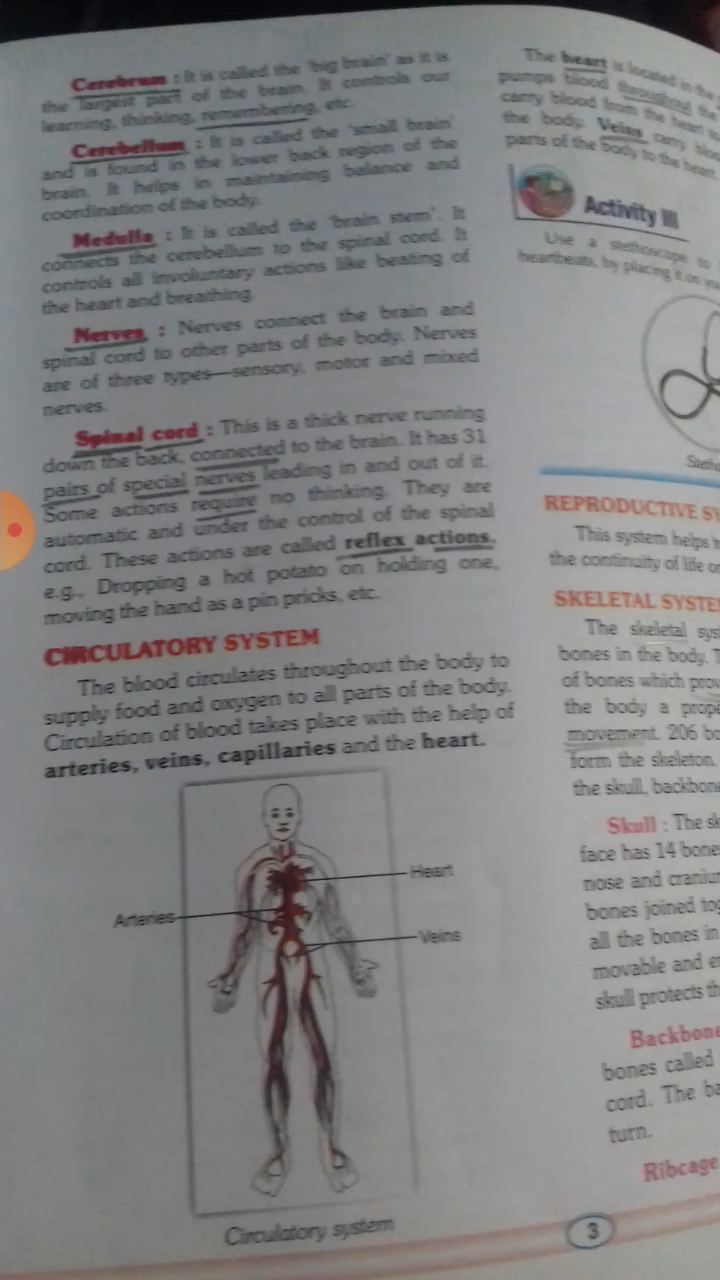 Cerebrum : It is called the 'big brain' as it is
the largest part of the brain. It controls our
learning, thinking, remembering, etc.
Cerebellum : It is called the 'small brain'
and is found in the lower back region of the
brain. It helps in maintaining balance and
coordination of the body.
Medulla : It is called the 'brain stem'. It
connects the cerebellum to the spinal cord. It
controls all involuntary actions like beating of
the heart and breathing.
Nerves : Nerves connect the brain and
spinal cord to other parts of the body. Nerves
are of three types—sensory, motor and mixed
nerves.
Spinal cord : This is a thick nerve running
down the back, connected to the brain. It has 31
pairs of special nerves leading in and out of it.
Some actions require no thinking. They are
automatic and under the control of the spinal
cord. These actions are called reflex actions,
e.g., Dropping a hot potato on holding one,
moving the hand as a pin pricks, etc.
CIRCULATORY SYSTEM
The blood circulates throughout the body to
supply food and oxygen to all parts of the body.
Circulation of blood takes place with the help of
arteries, veins, capillaries and the heart.
Heart
Arteries
Veins
Circulatory system
The heart is located in the
pumps blood throughout the
carry blood from the heart to
the body. Veins carry
parts of the body to the heart.
Activity III
Use a stethoscope to
heartbeats, by placing it on
REPRODUCTIVE
This system helps
the continuity of life
SKELETAL
The skeletal
bones in the body.
of bones which
the body a
movement. 206
form the skeleton.
the skull,
Skull : The
face has 14
nose and
bones joined
all the bones in
movable and
skull protects
Backbone
bones called
cord. The
turn.
Ribcage
3